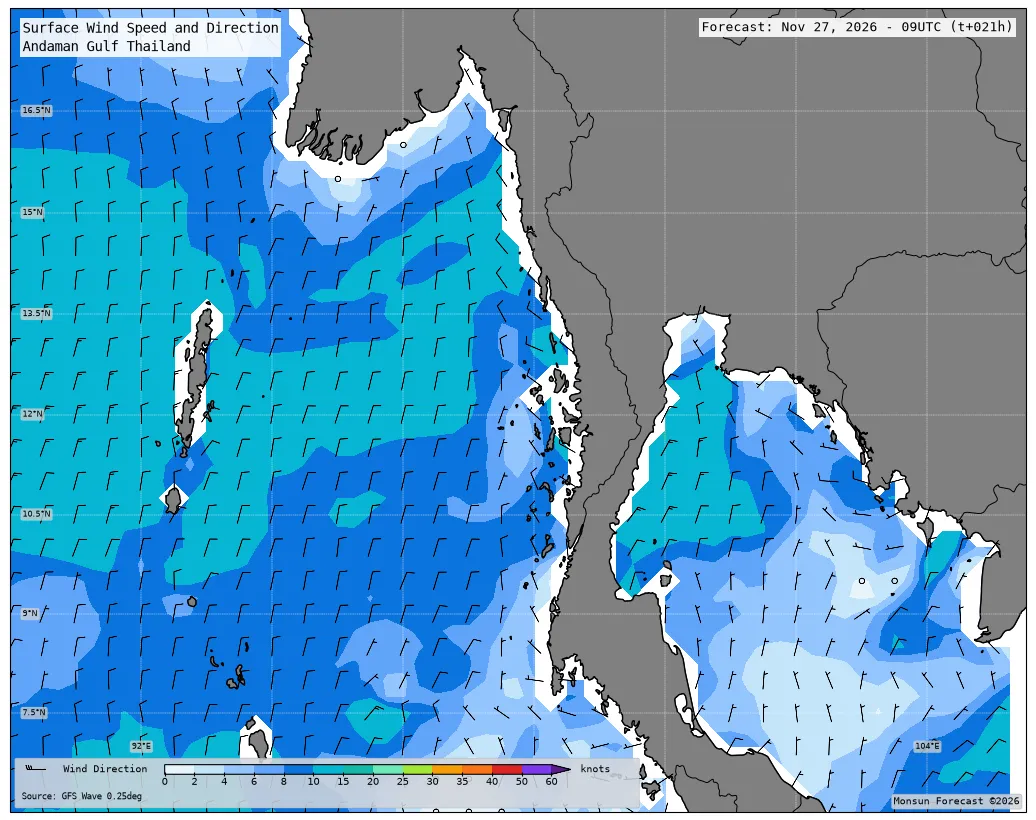 Surface Wind Speed and Direction
Andaman Gulf Thailand
Forecast: Nov 27, 2026 - 09UTC (t+021h)
16.5°N
15°N
13.5°N
12°N
10.5°N
9°N
7.5°N
92°E
104°E
Wind Direction
0 2 4 6 8 10 15 20 25 30 35 40 50 60
knots
Source: GFS Wave 0.25deg
Monsun Forecast ©2026